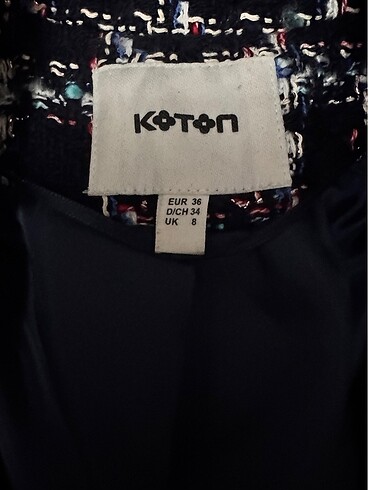 KOTON
EUR 36
D/CH 34
UK 8